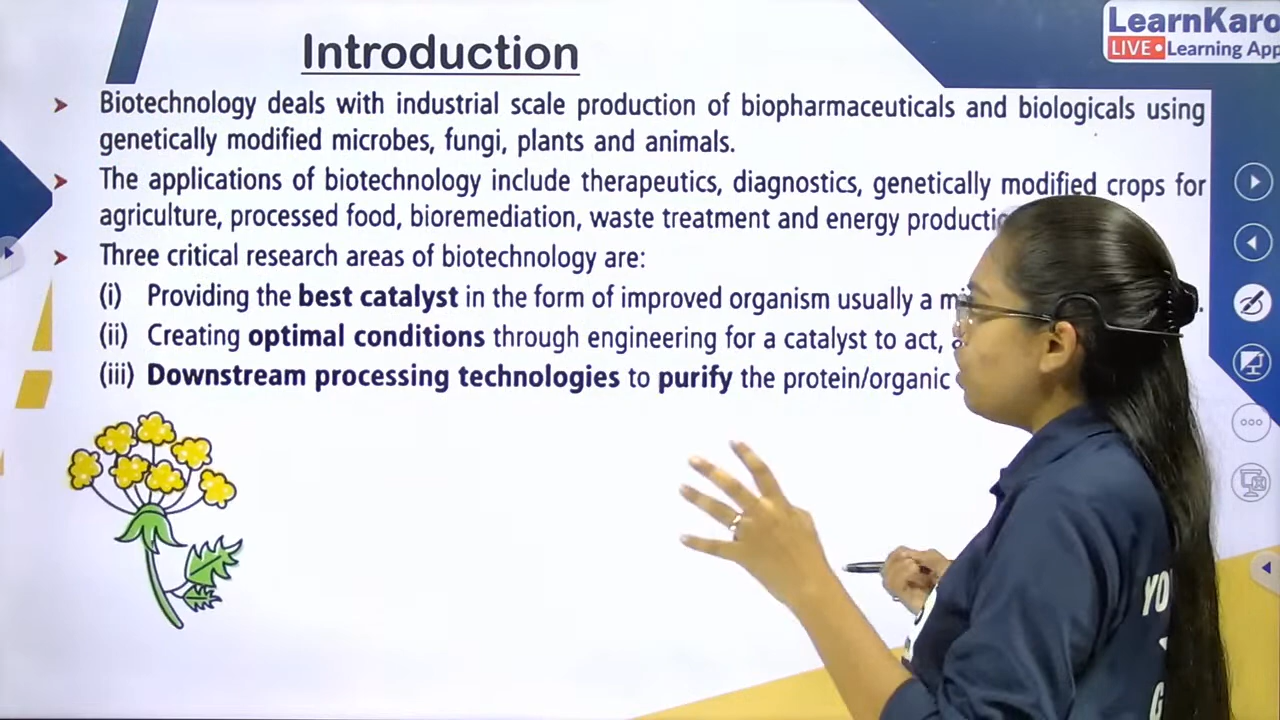 LearnKaro
LIVE • Learning App
Introduction
Biotechnology deals with industrial scale production of biopharmaceuticals and biologicals using
genetically modified microbes, fungi, plants and animals.
The applications of biotechnology include therapeutics, diagnostics, genetically modified crops for
agriculture, processed food, bioremediation, waste treatment and energy
Three critical research areas of biotechnology are:
(i) Providing the best catalyst in the form of improved organism usually a
(ii) Creating optimal conditions through engineering for a catalyst to act,
(iii) Downstream processing technologies to purify the protein/organic